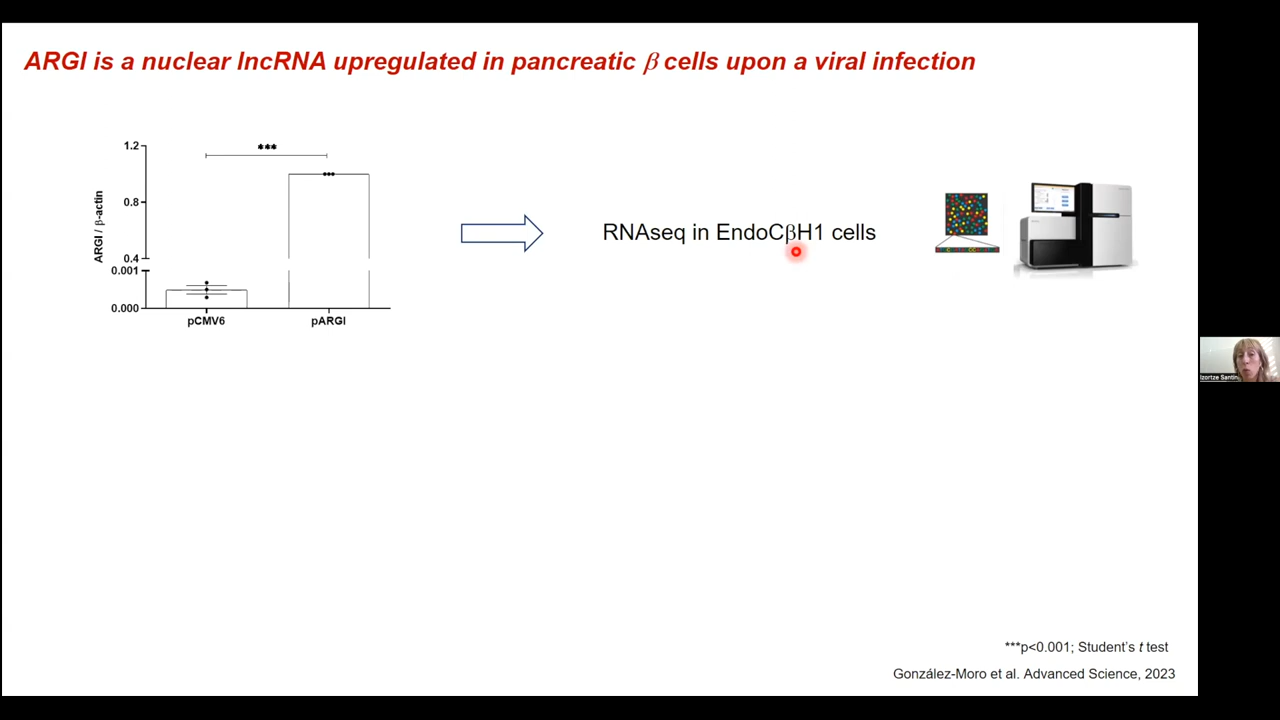 ARGI is a nuclear lncRNA upregulated in pancreatic β cells upon a viral infection
***
1.2
0.8
0.4
0.001
0.000
ARGI / β-actin
pCMV6
pARGI
RNAseq in EndoCβH1 cells
Izortze Santin
***p<0.001; Student's t test
González-Moro et al. Advanced Science, 2023